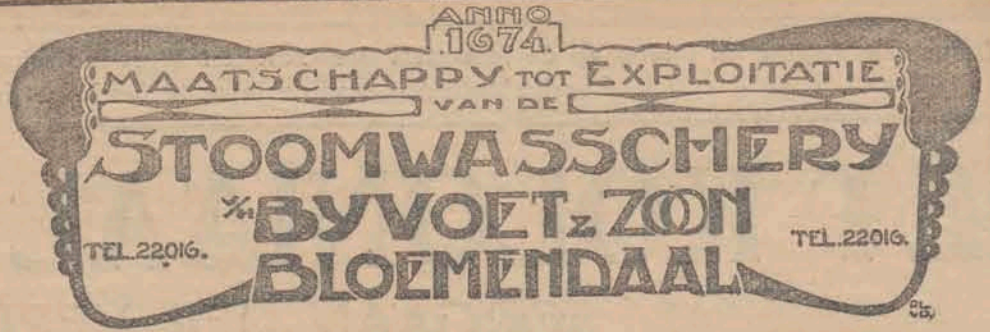 ANNO
1674.
MAATSCHAPPY TOT EXPLOITATIE
VAN DE
STOOMWASSCHERY
V/H BYVOET & ZOON
TEL. 22016. TEL. 22016.
BLOEMENDAAL